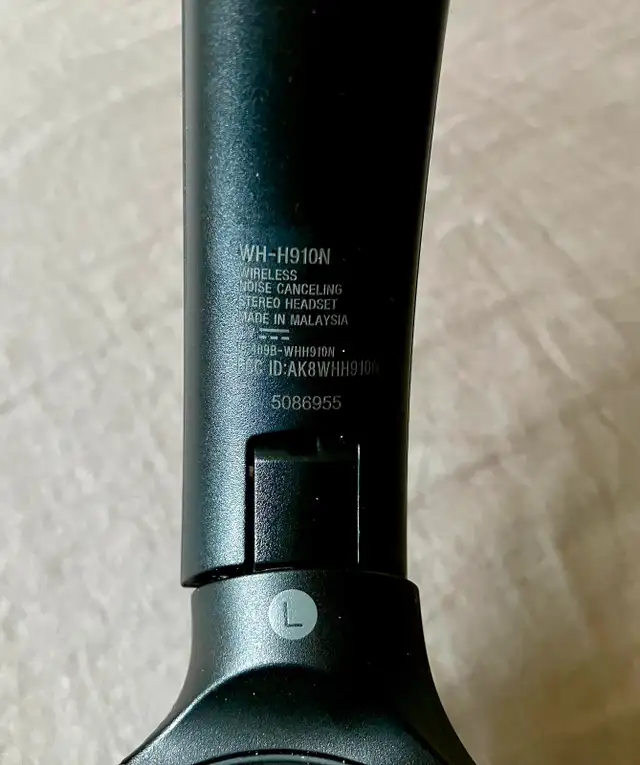 WH-H910N
WIRELESS
NOISE CANCELING
STEREO HEADSET
MADE IN MALAYSIA
409B-WHH910N
FCC ID:AK8WHH910N
5086955
L